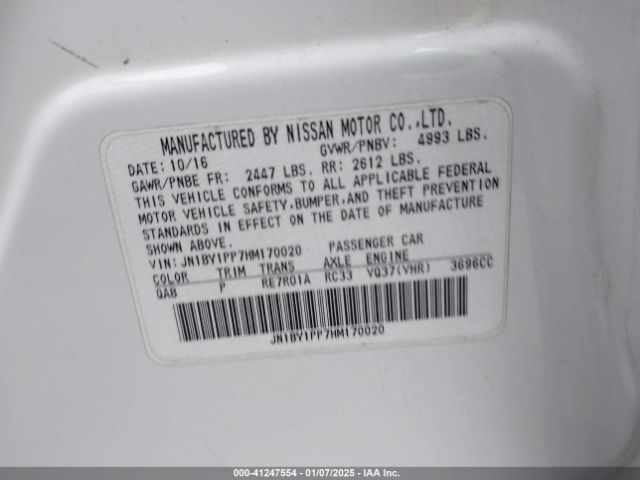 MANUFACTURED BY NISSAN MOTOR CO.,LTD.
DATE: 10/16 GVWR/PNBV: 4993 LBS.
GAWR/PNBE FR: 2447 LBS. RR: 2612 LBS.
THIS VEHICLE CONFORMS TO ALL APPLICABLE FEDERAL
MOTOR VEHICLE SAFETY,BUMPER,AND THEFT PREVENTION
STANDARDS IN EFFECT ON THE DATE OF MANUFACTURE
SHOWN ABOVE.
VIN: JN1BY1PP7HM170020 PASSENGER CAR
COLOR TRIM TRANS AXLE ENGINE
QAB P RE7R01A RC33 VQ37(VHR) 3696CC
JN1BY1PP7HM170020
000-41247554 - 01/07/2025 - IAA Inc.